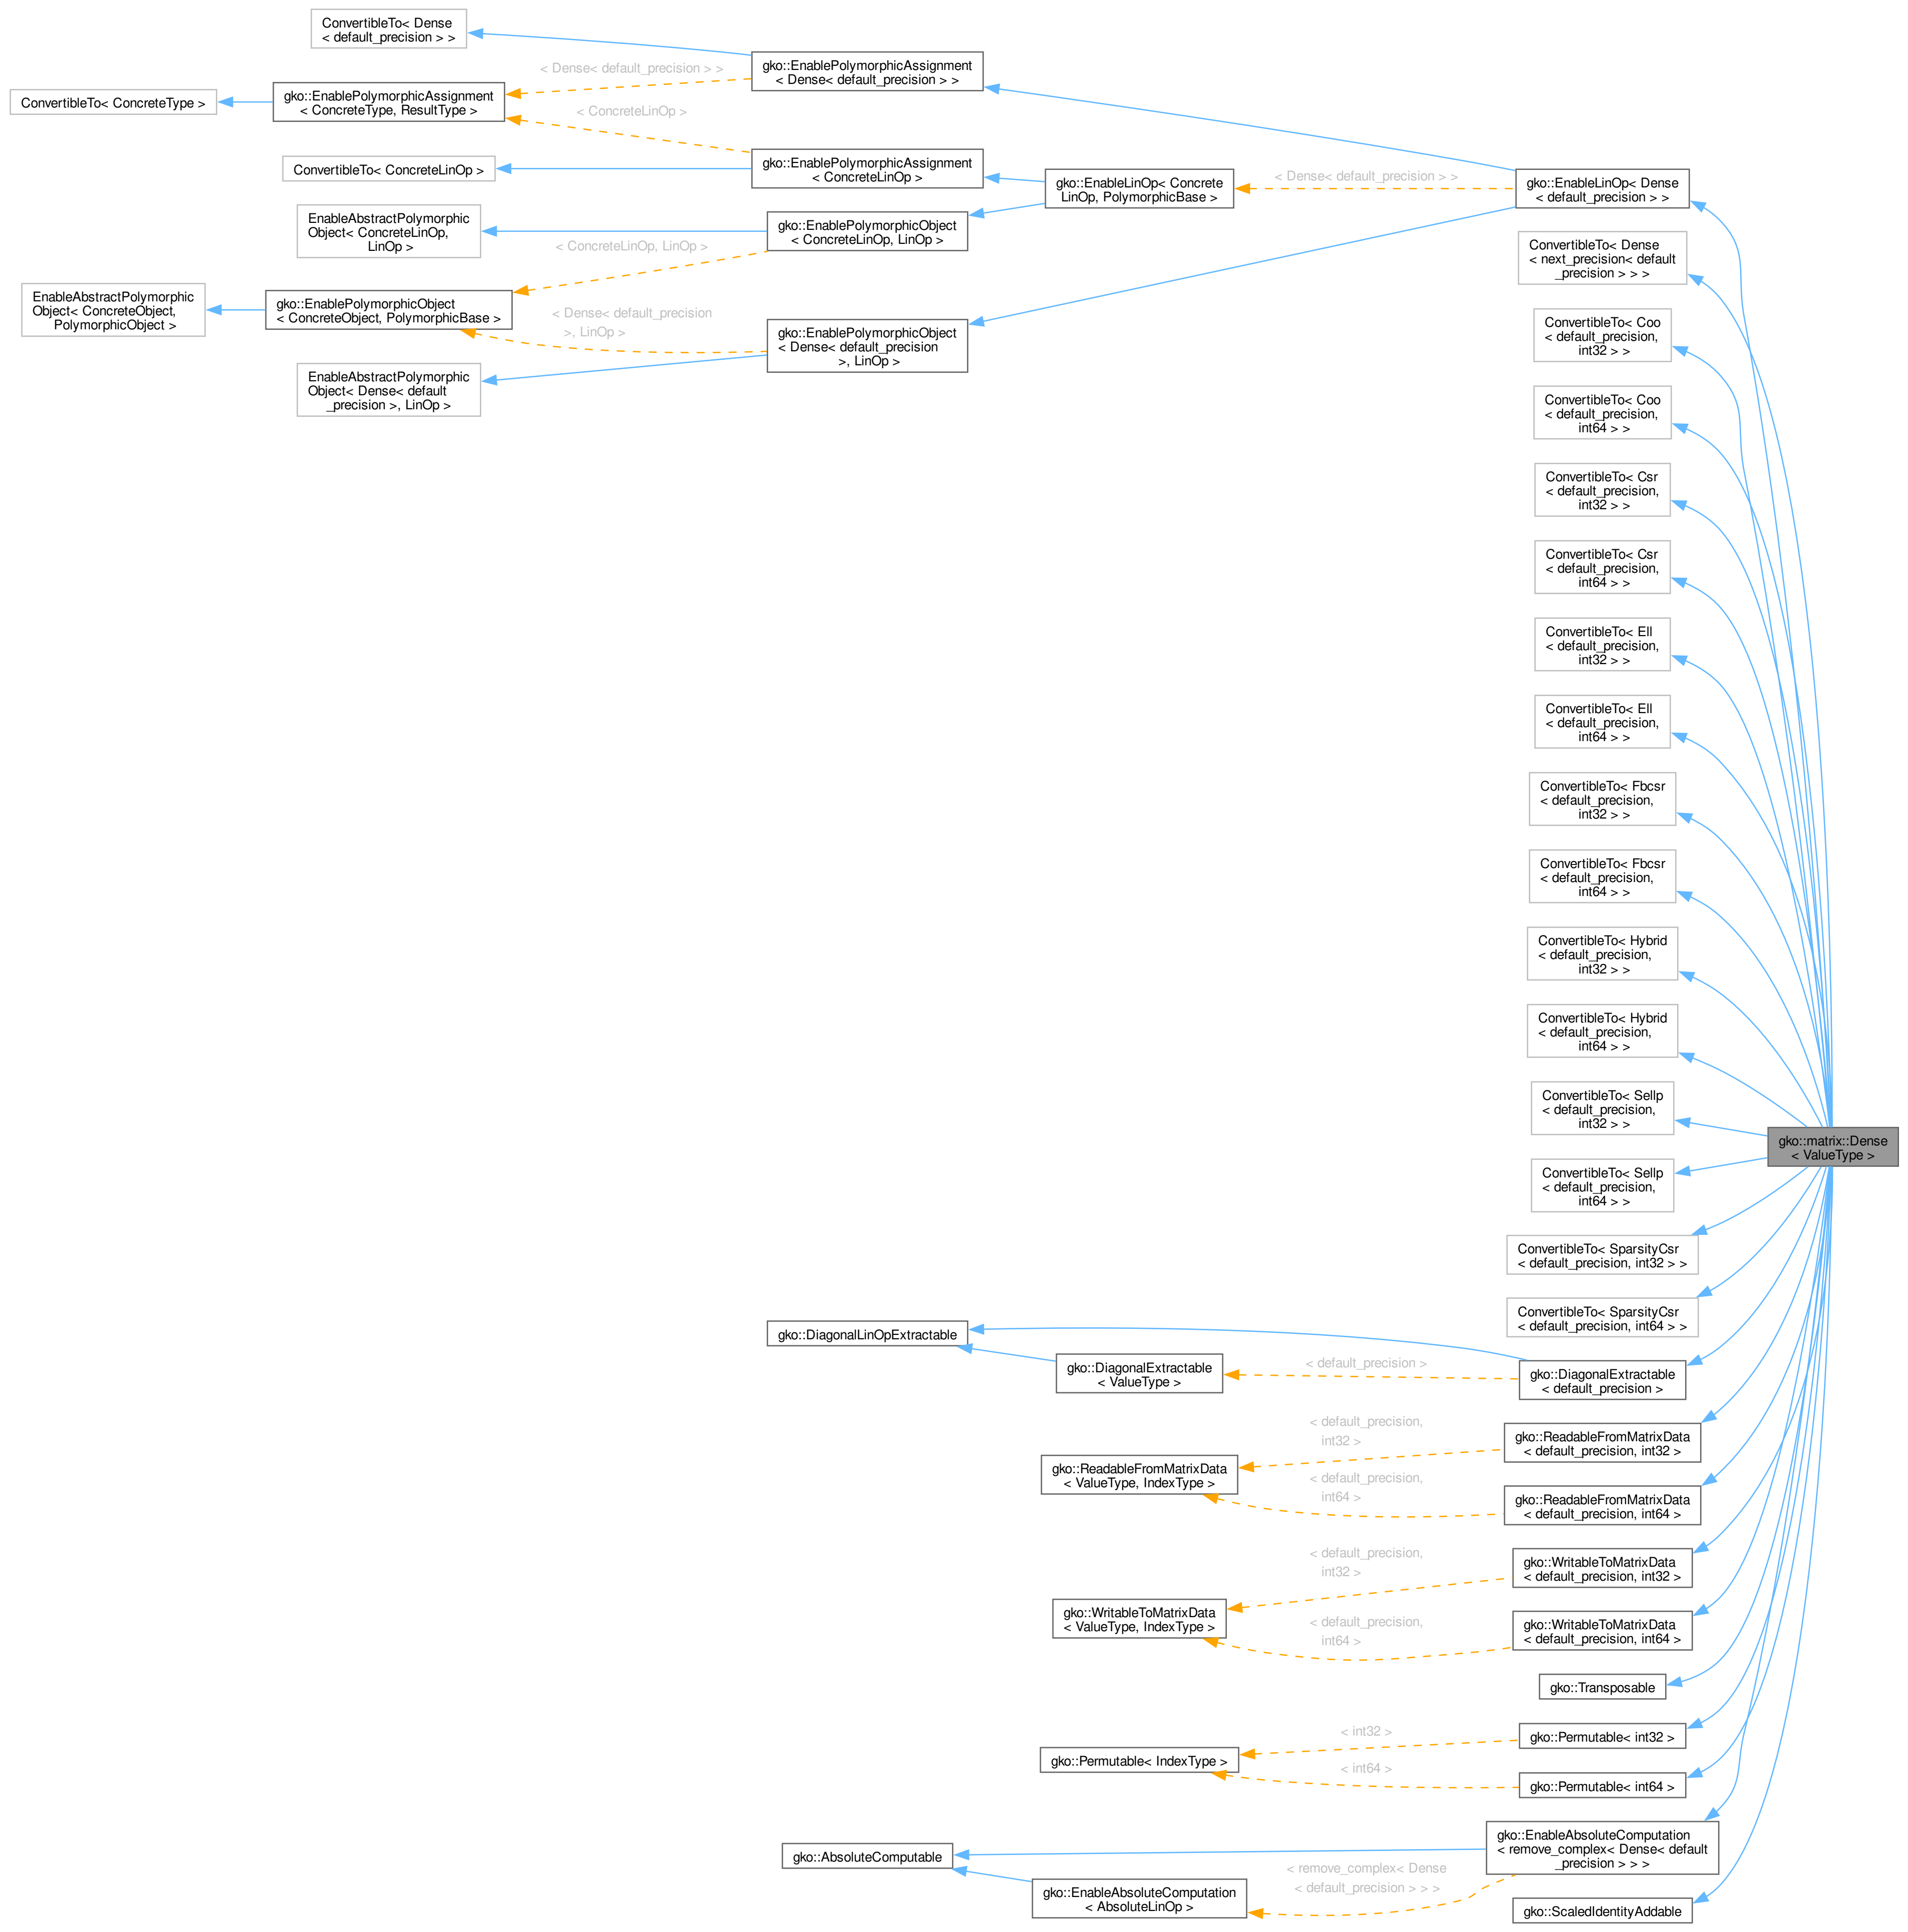 ConvertibleTo< Dense
< default_precision > >
gko::EnablePolymorphicAssignment
< Dense< default_precision > >
< Dense< default_precision > >
ConvertibleTo< ConcreteType >
gko::EnablePolymorphicAssignment
< ConcreteType, ResultType >
< ConcreteLinOp >
ConvertibleTo< ConcreteLinOp >
gko::EnablePolymorphicAssignment
< ConcreteLinOp >
gko::EnableLinOp< Concrete
LinOp, PolymorphicBase >
< Dense< default_precision > >
gko::EnableLinOp< Dense
< default_precision > >
EnableAbstractPolymorphic
Object< ConcreteLinOp,
LinOp >
gko::EnablePolymorphicObject
< ConcreteLinOp, LinOp >
< ConcreteLinOp, LinOp >
ConvertibleTo< Dense
< next_precision< default
_precision > > >
EnableAbstractPolymorphic
Object< ConcreteObject,
PolymorphicObject >
gko::EnablePolymorphicObject
< ConcreteObject, PolymorphicBase >
< Dense< default_precision
>, LinOp >
gko::EnablePolymorphicObject
< Dense< default_precision
>, LinOp >
EnableAbstractPolymorphic
Object< Dense< default
_precision >, LinOp >
ConvertibleTo< Coo
< default_precision,
int32 > >
ConvertibleTo< Coo
< default_precision,
int64 > >
ConvertibleTo< Csr
< default_precision,
int32 > >
ConvertibleTo< Csr
< default_precision,
int64 > >
ConvertibleTo< Ell
< default_precision,
int32 > >
ConvertibleTo< Ell
< default_precision,
int64 > >
ConvertibleTo< Fbcsr
< default_precision,
int32 > >
ConvertibleTo< Fbcsr
< default_precision,
int64 > >
ConvertibleTo< Hybrid
< default_precision,
int32 > >
ConvertibleTo< Hybrid
< default_precision,
int64 > >
ConvertibleTo< Sellp
< default_precision,
int32 > >
gko::matrix::Dense
< ValueType >
ConvertibleTo< Sellp
< default_precision,
int64 > >
ConvertibleTo< SparsityCsr
< default_precision, int32 > >
ConvertibleTo< SparsityCsr
< default_precision, int64 > >
gko::DiagonalLinOpExtractable
gko::DiagonalExtractable
< ValueType >
< default_precision >
gko::DiagonalExtractable
< default_precision >
< default_precision,
int32 >
gko::ReadableFromMatrixData
< default_precision, int32 >
gko::ReadableFromMatrixData
< ValueType, IndexType >
< default_precision,
int64 >
gko::ReadableFromMatrixData
< default_precision, int64 >
< default_precision,
int32 >
gko::WritableToMatrixData
< default_precision, int32 >
gko::WritableToMatrixData
< ValueType, IndexType >
< default_precision,
int64 >
gko::WritableToMatrixData
< default_precision, int64 >
gko::Transposable
< int32 >
gko::Permutable< int32 >
gko::Permutable< IndexType >
< int64 >
gko::Permutable< int64 >
gko::AbsoluteComputable
gko::EnableAbsoluteComputation
< remove_complex< Dense< default
_precision > > >
< remove_complex< Dense
< default_precision > > >
gko::EnableAbsoluteComputation
< AbsoluteLinOp >
gko::ScaledIdentityAddable